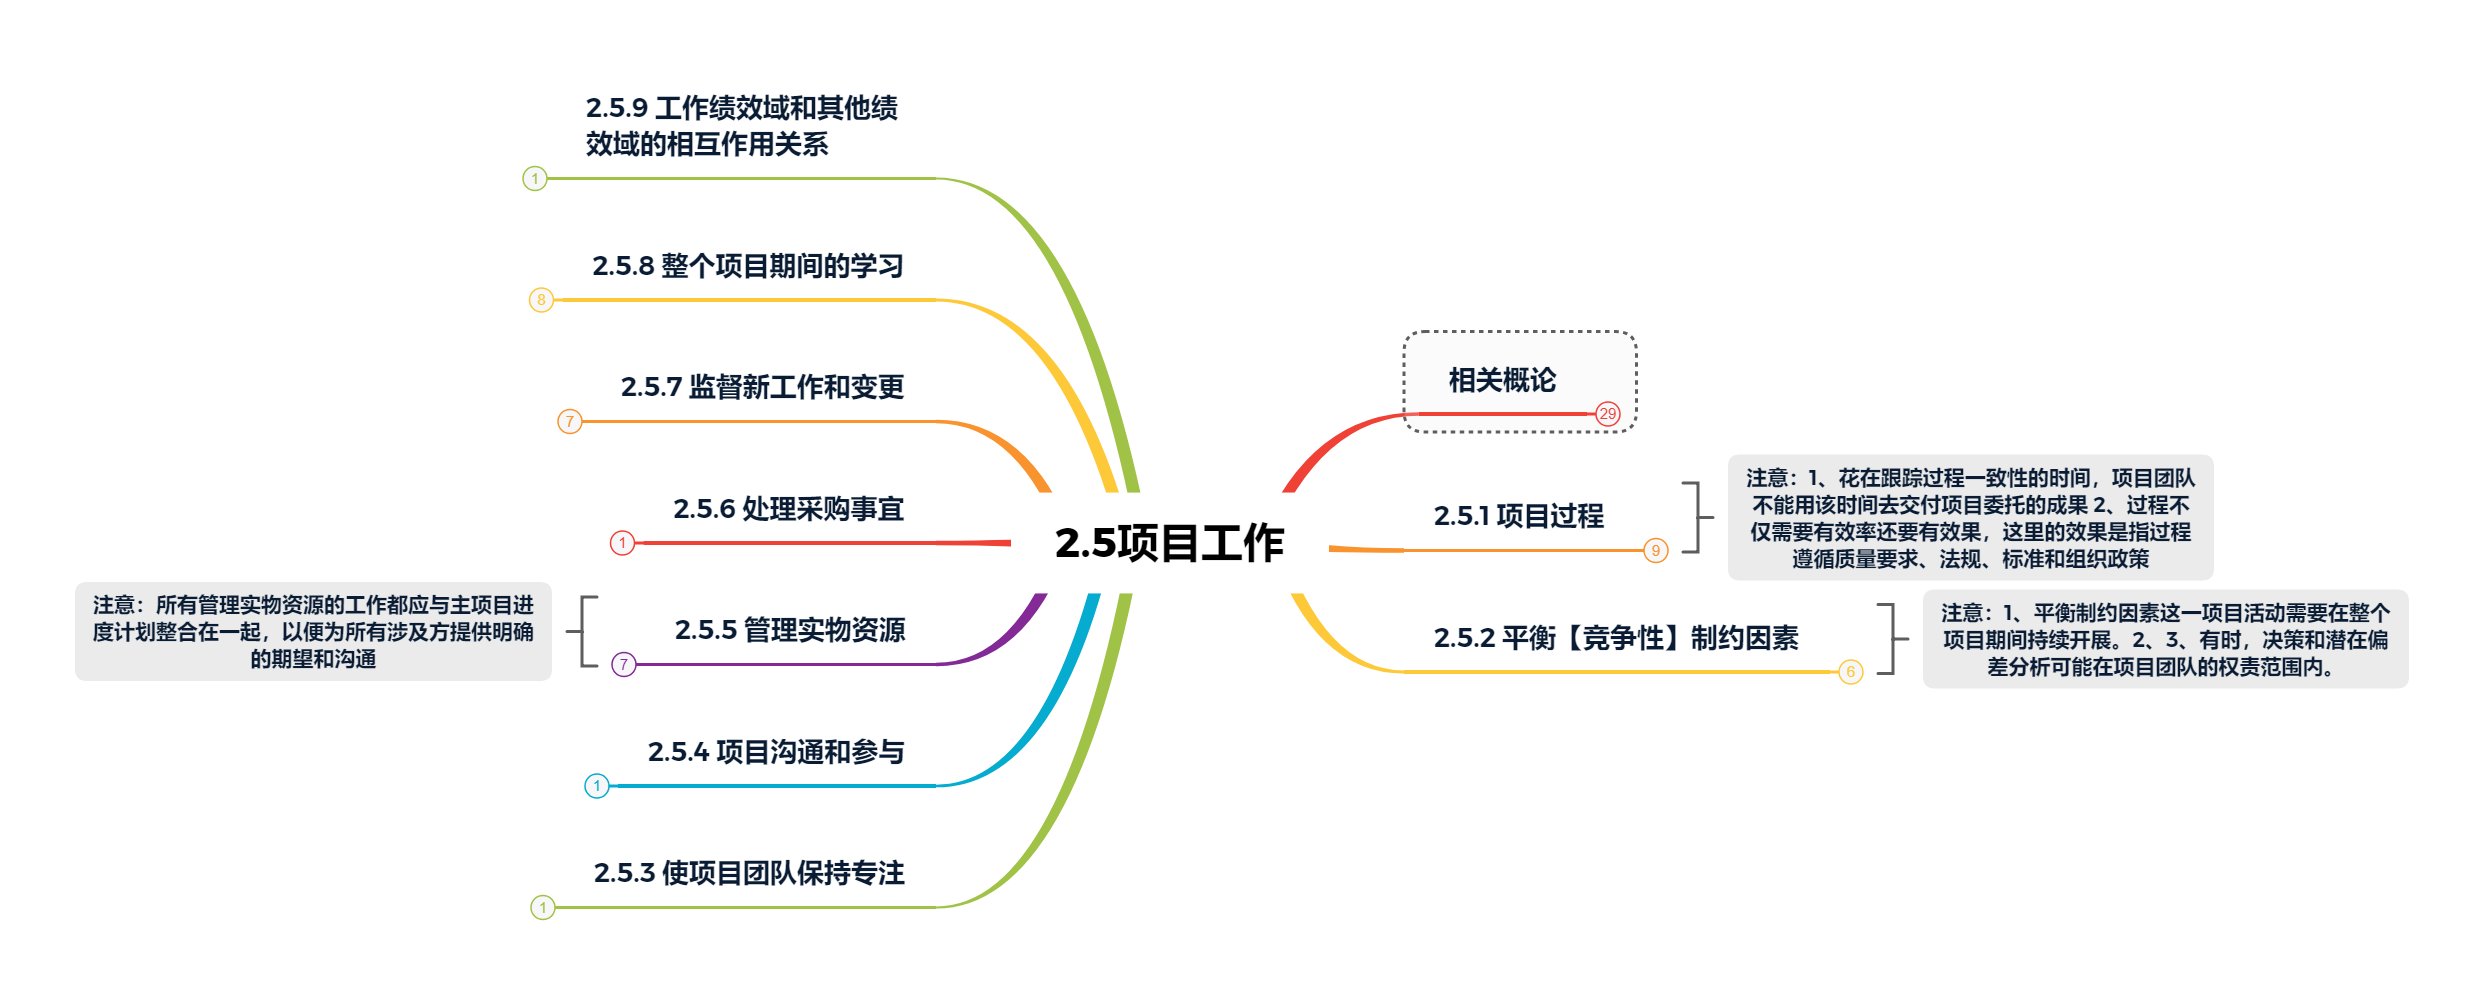 2.5项目工作
相关概论
29
2.5.1 项目过程
9
注意：1、花在跟踪过程一致性的时间，项目团队
不能用该时间去交付项目委托的成果 2、过程不
仅需要有效率还要有效果，这里的效果是指过程
遵循质量要求、法规、标准和组织政策
2.5.2 平衡【竞争性】制约因素
6
注意：1、平衡制约因素这一项目活动需要在整个
项目期间持续开展。2、3、有时，决策和潜在偏
差分析可能在项目团队的权责范围内。
2.5.3 使项目团队保持专注
1
2.5.4 项目沟通和参与
1
2.5.5 管理实物资源
7
注意：所有管理实物资源的工作都应与主项目进
度计划整合在一起，以便为所有涉及方提供明确
的期望和沟通
2.5.6 处理采购事宜
1
2.5.7 监督新工作和变更
7
2.5.8 整个项目期间的学习
8
2.5.9 工作绩效域和其他绩
效域的相互作用关系
1